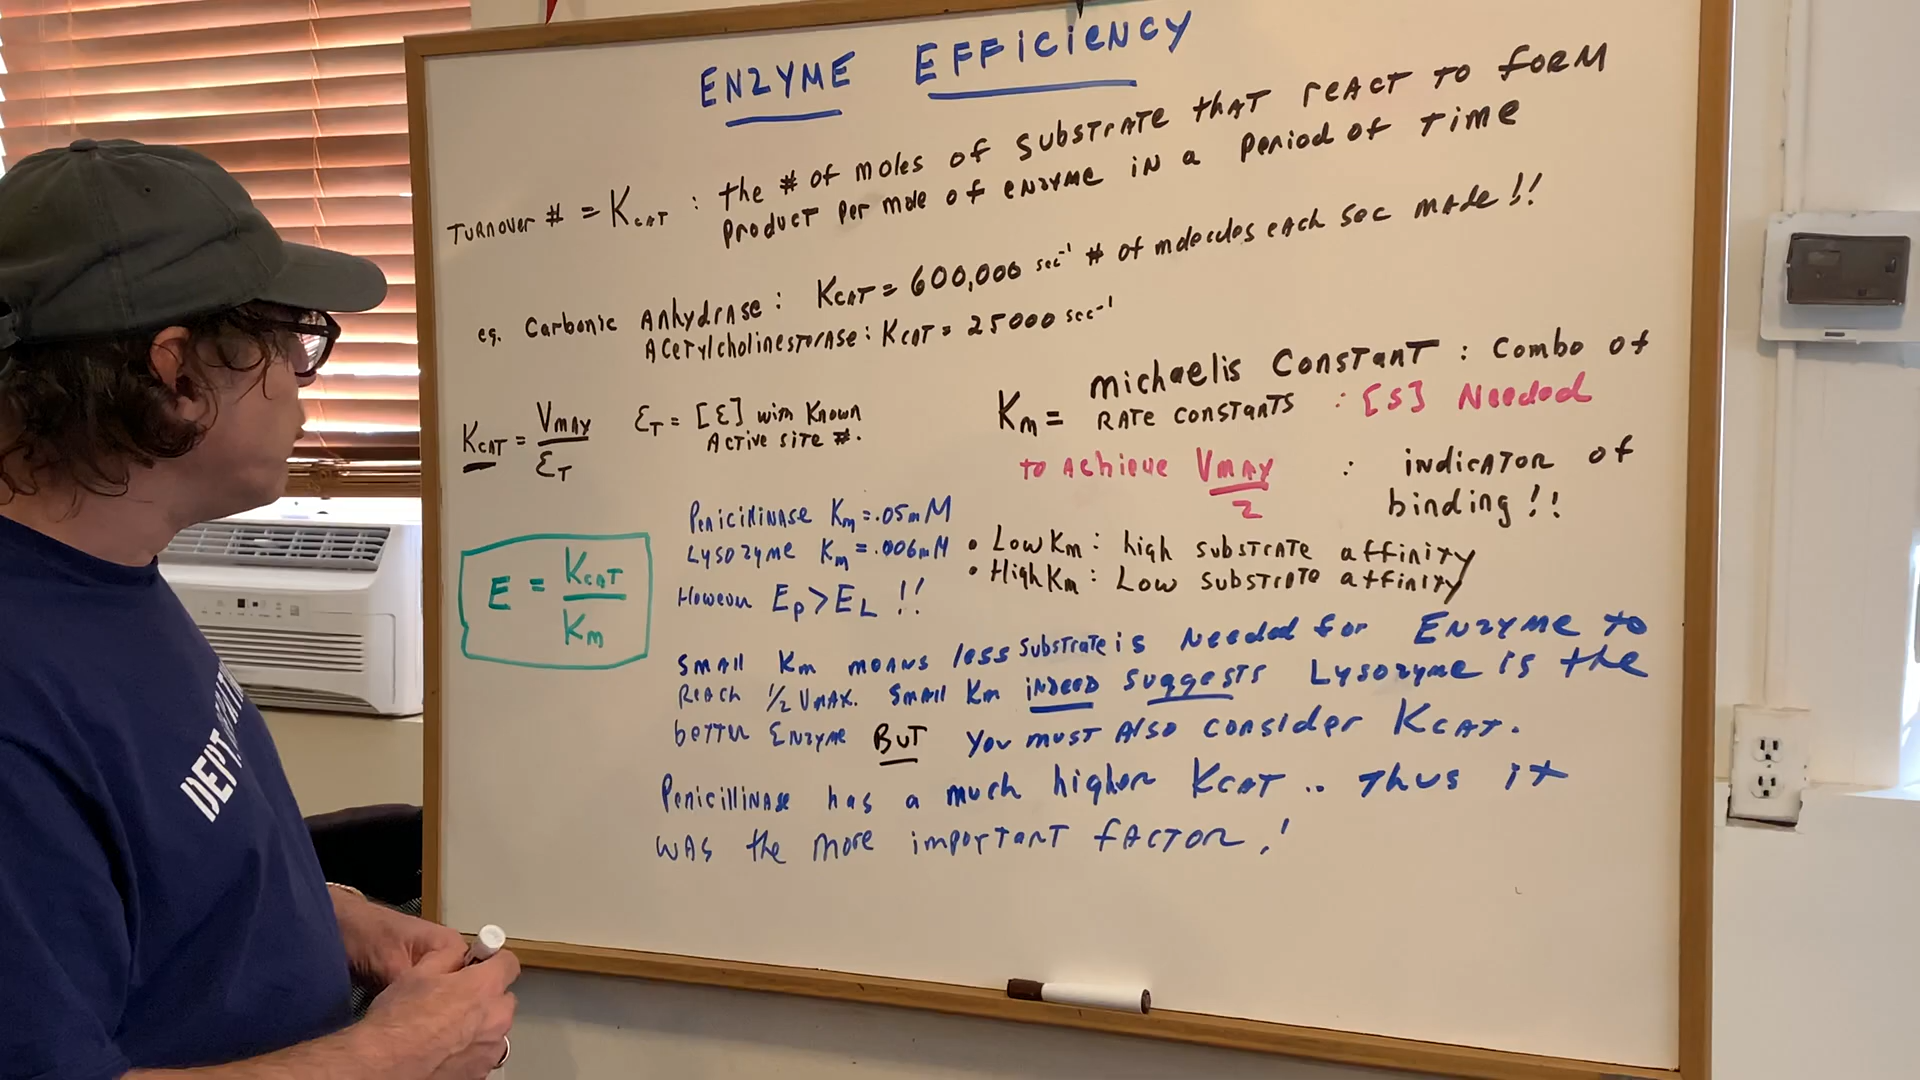 ENZYME EFFICIENCY
TURNOVER # = KCAT : the # of moles of substrate that react to form
product per mole of enzyme in a period of time
eg. Carbonic Anhydrase : KCAT = 600,000 sec⁻¹ # of molecules each sec made !!
Acetylcholinesterase : KCAT = 25000 sec⁻¹
KCAT = VMAX / ET
ET = [E] with known
Active site #.
Km = michaelis constant : combo of
rate constants : [S] Needed
to achieve Vmax / 2 : indicator of
binding !!
Penicillinase Km = .05mM
Lysozyme Km = .006mM
However EP > EL !!
• Low Km : high substrate affinity
• High Km : Low substrate affinity
E = KCAT / Km
Small Km means less substrate is needed for Enzyme to
reach 1/2 VMAX. Small Km indeed suggests Lysozyme is the
better Enzyme BUT you must also consider KCAT.
Penicillinase has a much higher KCAT .. thus it
was the more important factor !
DEPT